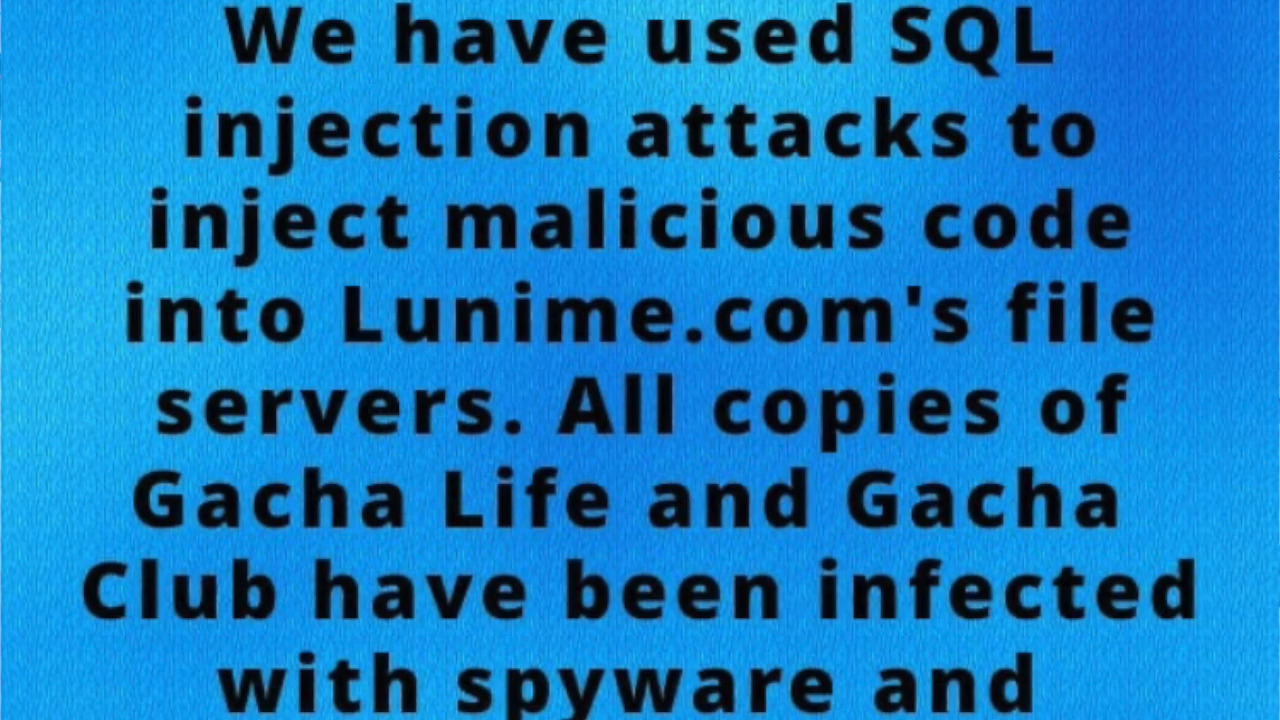 We have used SQL
injection attacks to
inject malicious code
into Lunime.com's file
servers. All copies of
Gacha Life and Gacha
Club have been infected
with spyware and